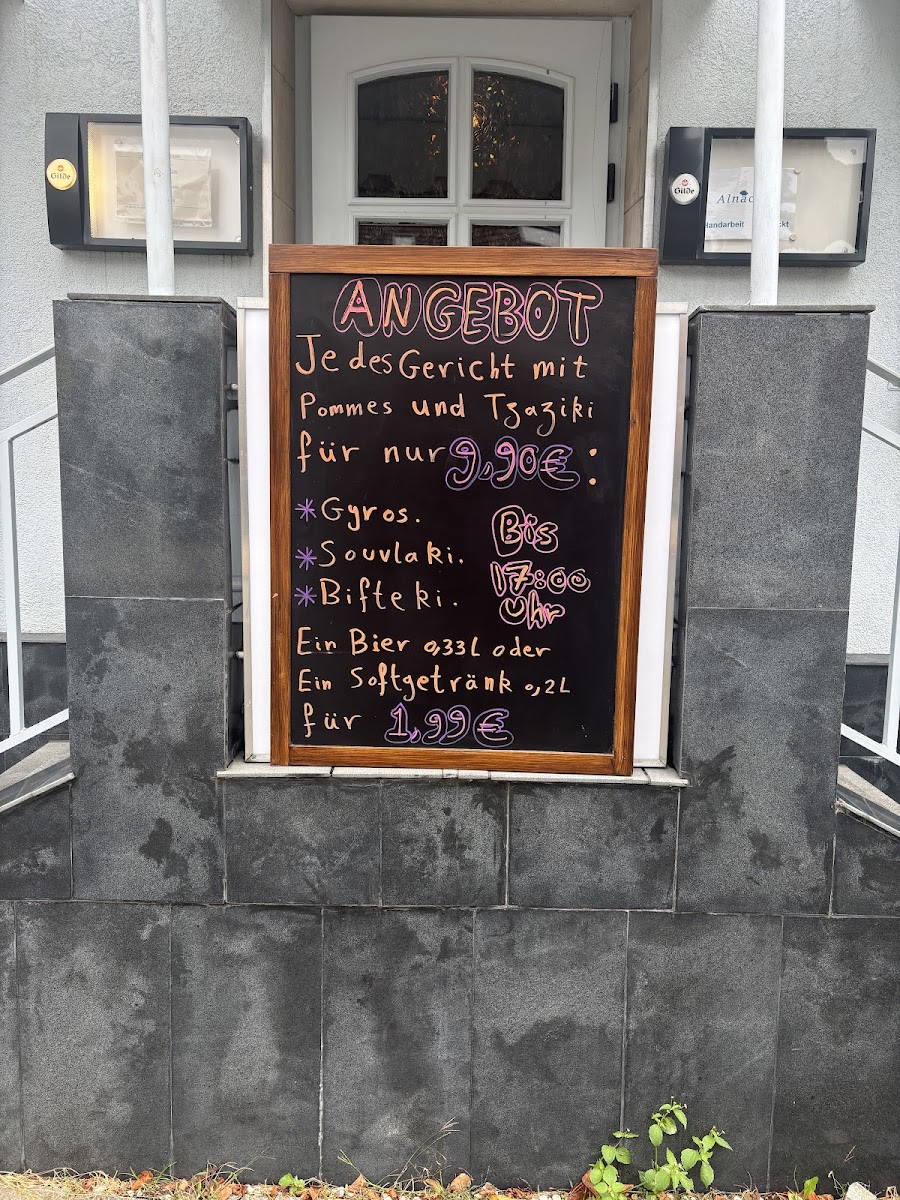 Gilde
Gilde
Handarbeit
ANGEBOT
Jedes Gericht mit
Pommes und Tzaziki
für nur 9,90€:
*Gyros.
*Souvlaki.
*Bifteki.
Bis
17:00
Uhr
Ein Bier 0,33L oder
Ein Softgetränk 0,2L
für 1,99€